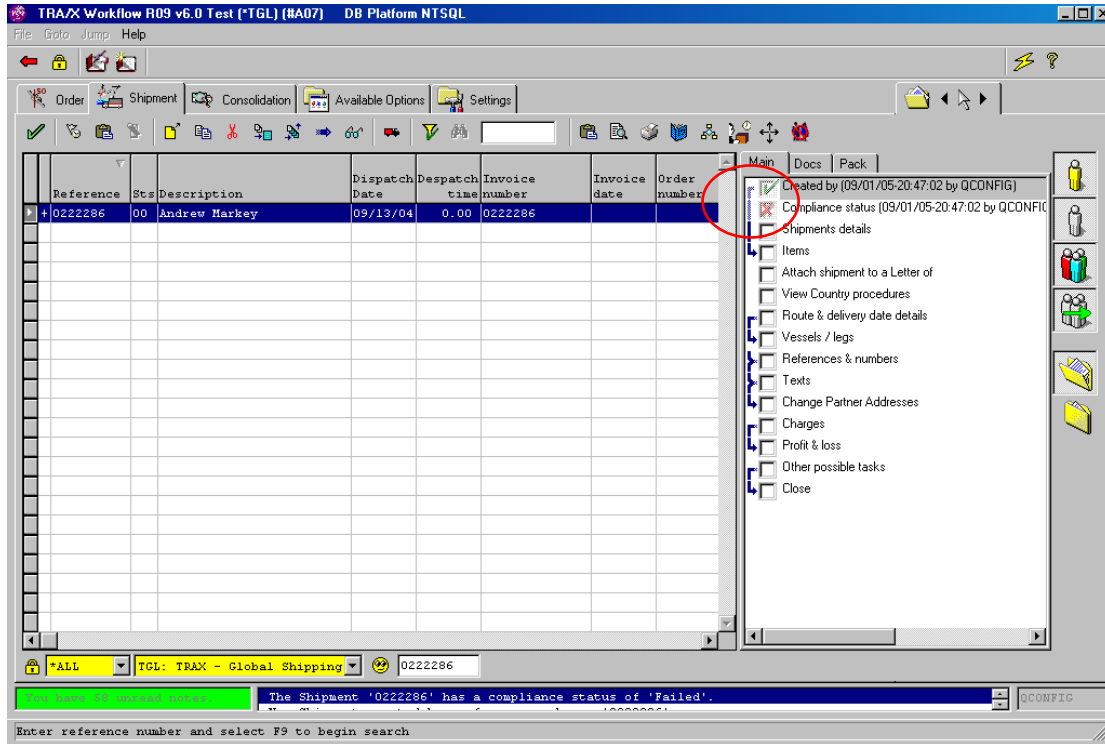 TRA/X Workflow R09 v6.0 Test (*TGL) (#A07) DB Platform NTSQL
File Goto Jump Help
Order Shipment Consolidation Available Options Settings
Main Docs Pack
Reference Sts Description Dispatch Date Despatch time Invoice number Invoice date Order number
+ 0222286 00 Andrew Markey 09/13/04 0.00 0222286
Created by (09/01/05-20:47:02 by QCONFIG)
Compliance status (09/01/05-20:47:02 by QCONFIG
Shipments details
Items
Attach shipment to a Letter of
View Country procedures
Route & delivery date details
Vessels / legs
References & numbers
Texts
Change Partner Addresses
Charges
Profit & loss
Other possible tasks
Close
*ALL TGL: TRAX - Global Shipping 0222286
You have 68 unread notes. The Shipment '0222286' has a compliance status of 'Failed'. QCONFIG
Enter reference number and select F9 to begin search